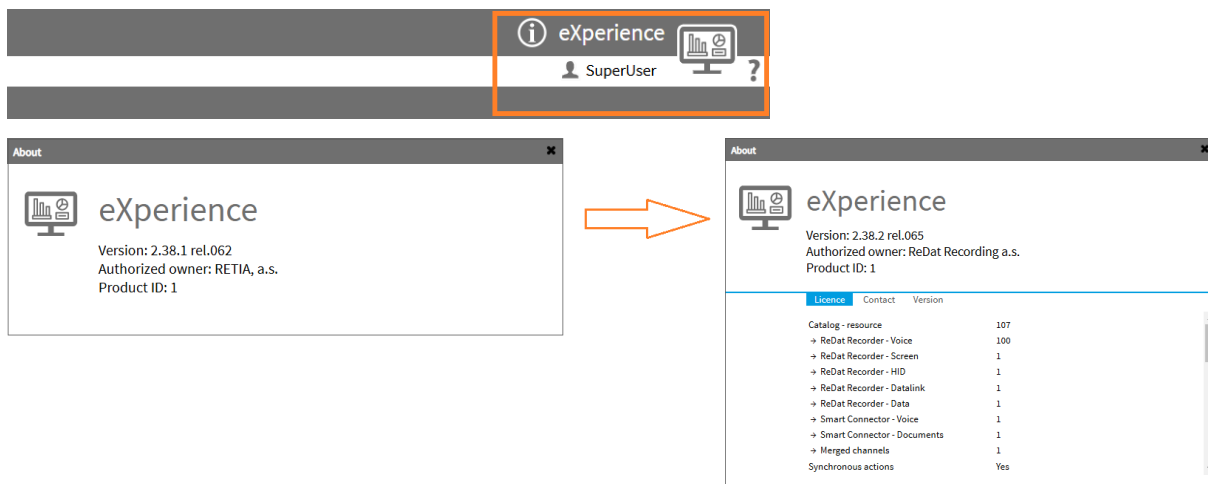 eXperience
SuperUser
?
About
eXperience
Version: 2.38.1 rel.062
Authorized owner: RETIA, a.s.
Product ID: 1
About
eXperience
Version: 2.38.2 rel.065
Authorized owner: ReDat Recording a.s.
Product ID: 1
Licence Contact Version
Catalog - resource 107
→ ReDat Recorder - Voice 100
→ ReDat Recorder - Screen 1
→ ReDat Recorder - HID 1
→ ReDat Recorder - Datalink 1
→ ReDat Recorder - Data 1
→ Smart Connector - Voice 1
→ Smart Connector - Documents 1
→ Merged channels 1
Synchronous actions Yes